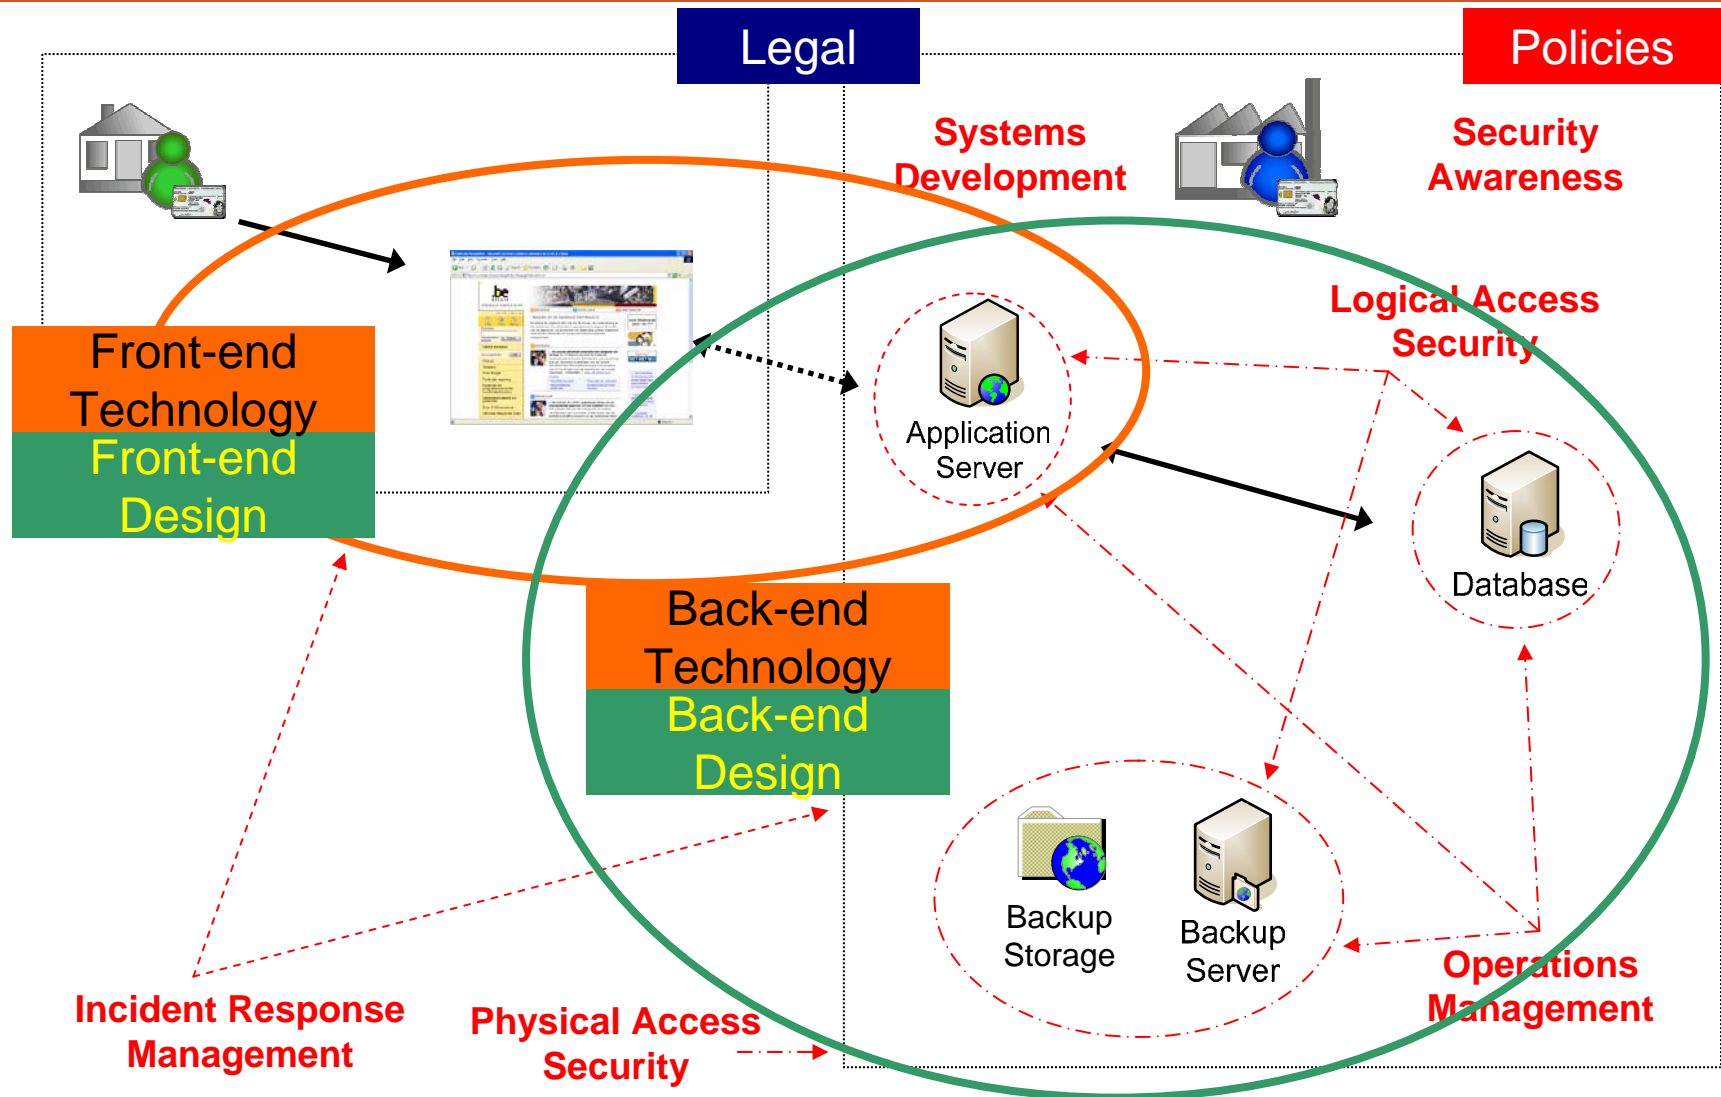 Legal
Policies
Systems
Development
Security
Awareness
.be
Logical Access
Security
Front-end
Technology
Front-end
Design
Application
Server
Database
Back-end
Technology
Back-end
Design
Backup
Storage
Backup
Server
Operations
Management
Incident Response
Management
Physical Access
Security